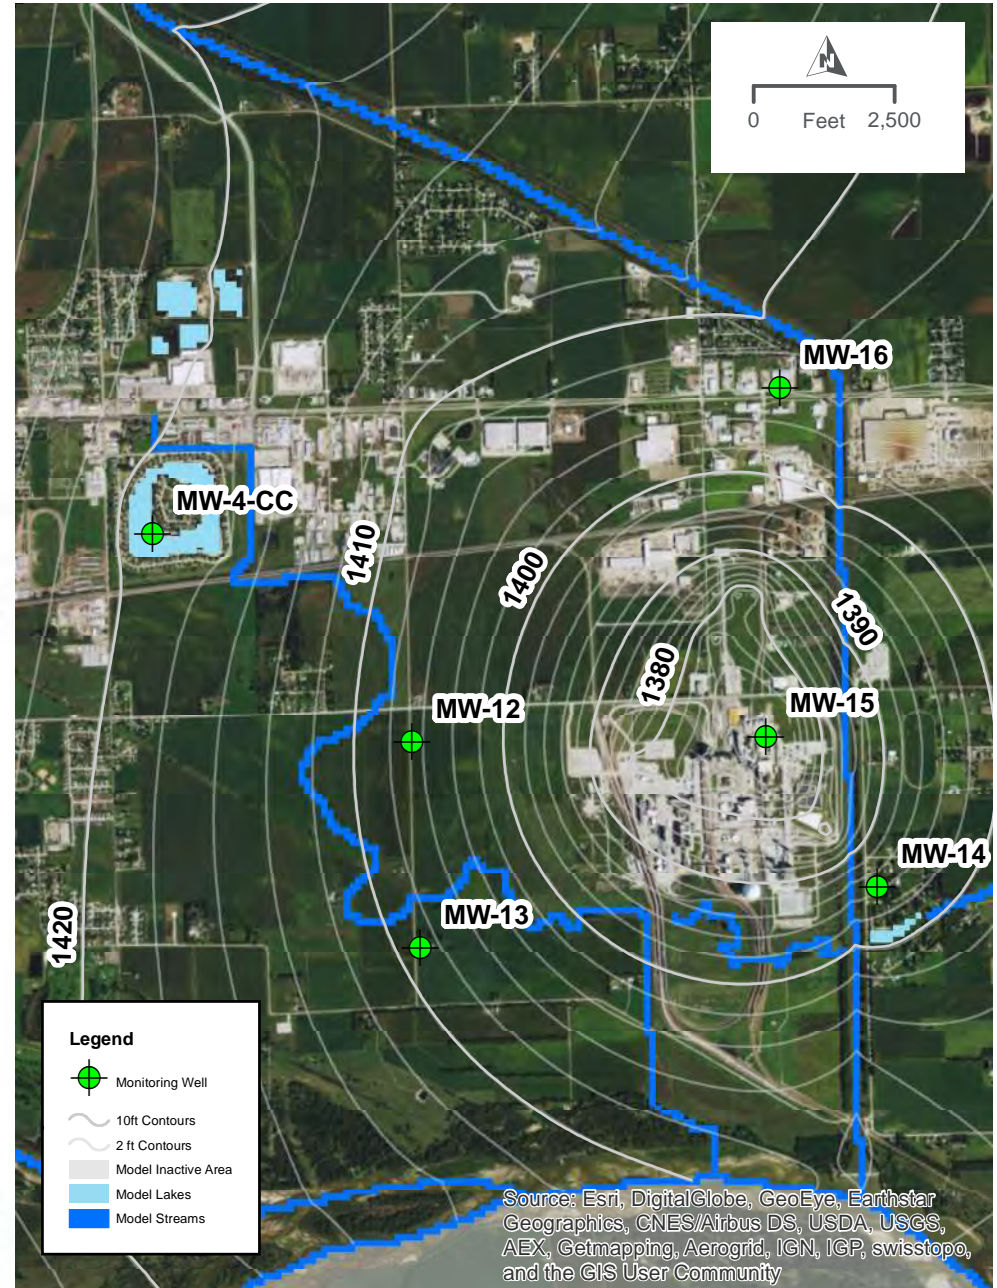 N
0 Feet 2,500
MW-16
MW-4-CC
1410
1400
1390
1380
MW-12
MW-15
MW-14
MW-13
1420
Legend
Monitoring Well
10ft Contours
2 ft Contours
Model Inactive Area
Model Lakes
Model Streams
Source: Esri, DigitalGlobe, GeoEye, Earthstar
Geographics, CNES/Airbus DS, USDA, USGS,
AEX, Getmapping, Aerogrid, IGN, IGP, swisstopo,
and the GIS User Community